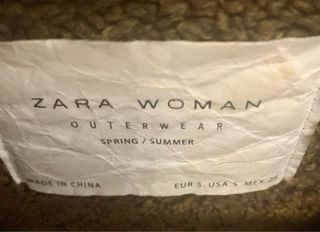 ZARA WOMAN
OUTERWEAR
SPRING / SUMMER
MADE IN CHINA EUR S USA S MEX 26